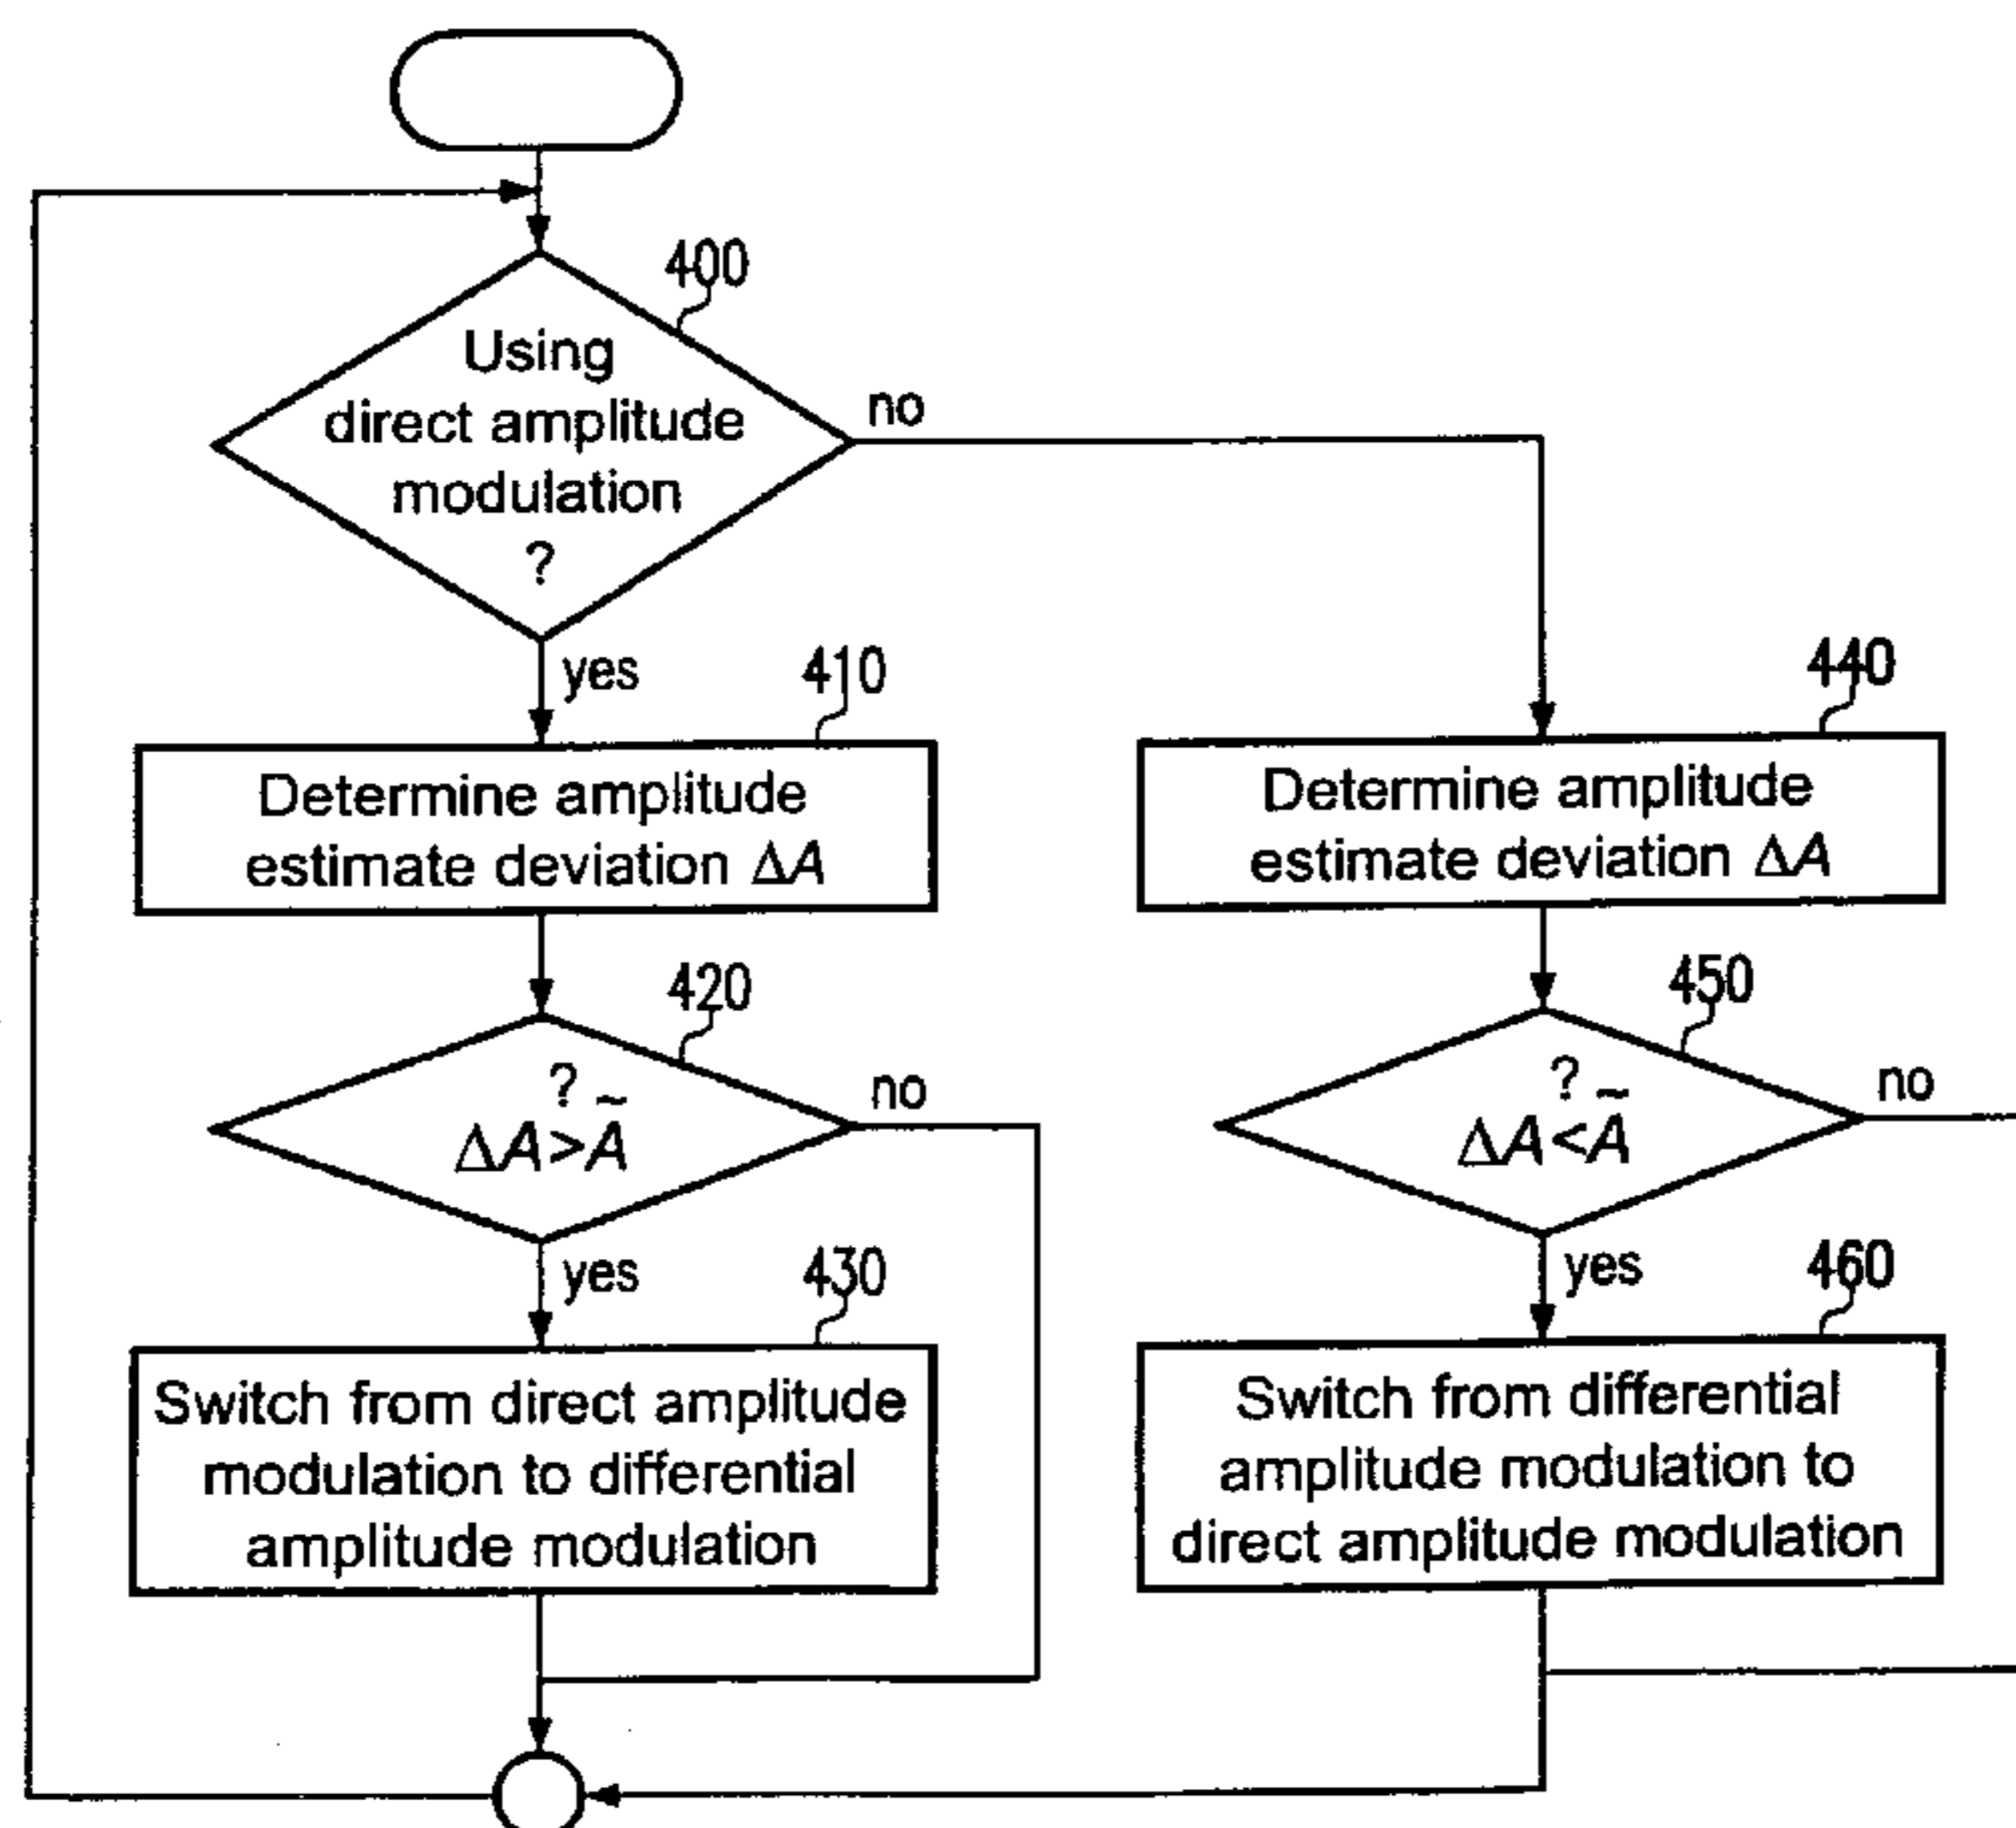 400
Using
direct amplitude
modulation
?
no
yes
410
Determine amplitude
estimate deviation ΔA
420
?
ΔA>Ã
no
yes
430
Switch from direct amplitude
modulation to differential
amplitude modulation
440
Determine amplitude
estimate deviation ΔA
450
?
ΔA<Ã
no
yes
460
Switch from differential
amplitude modulation to
direct amplitude modulation